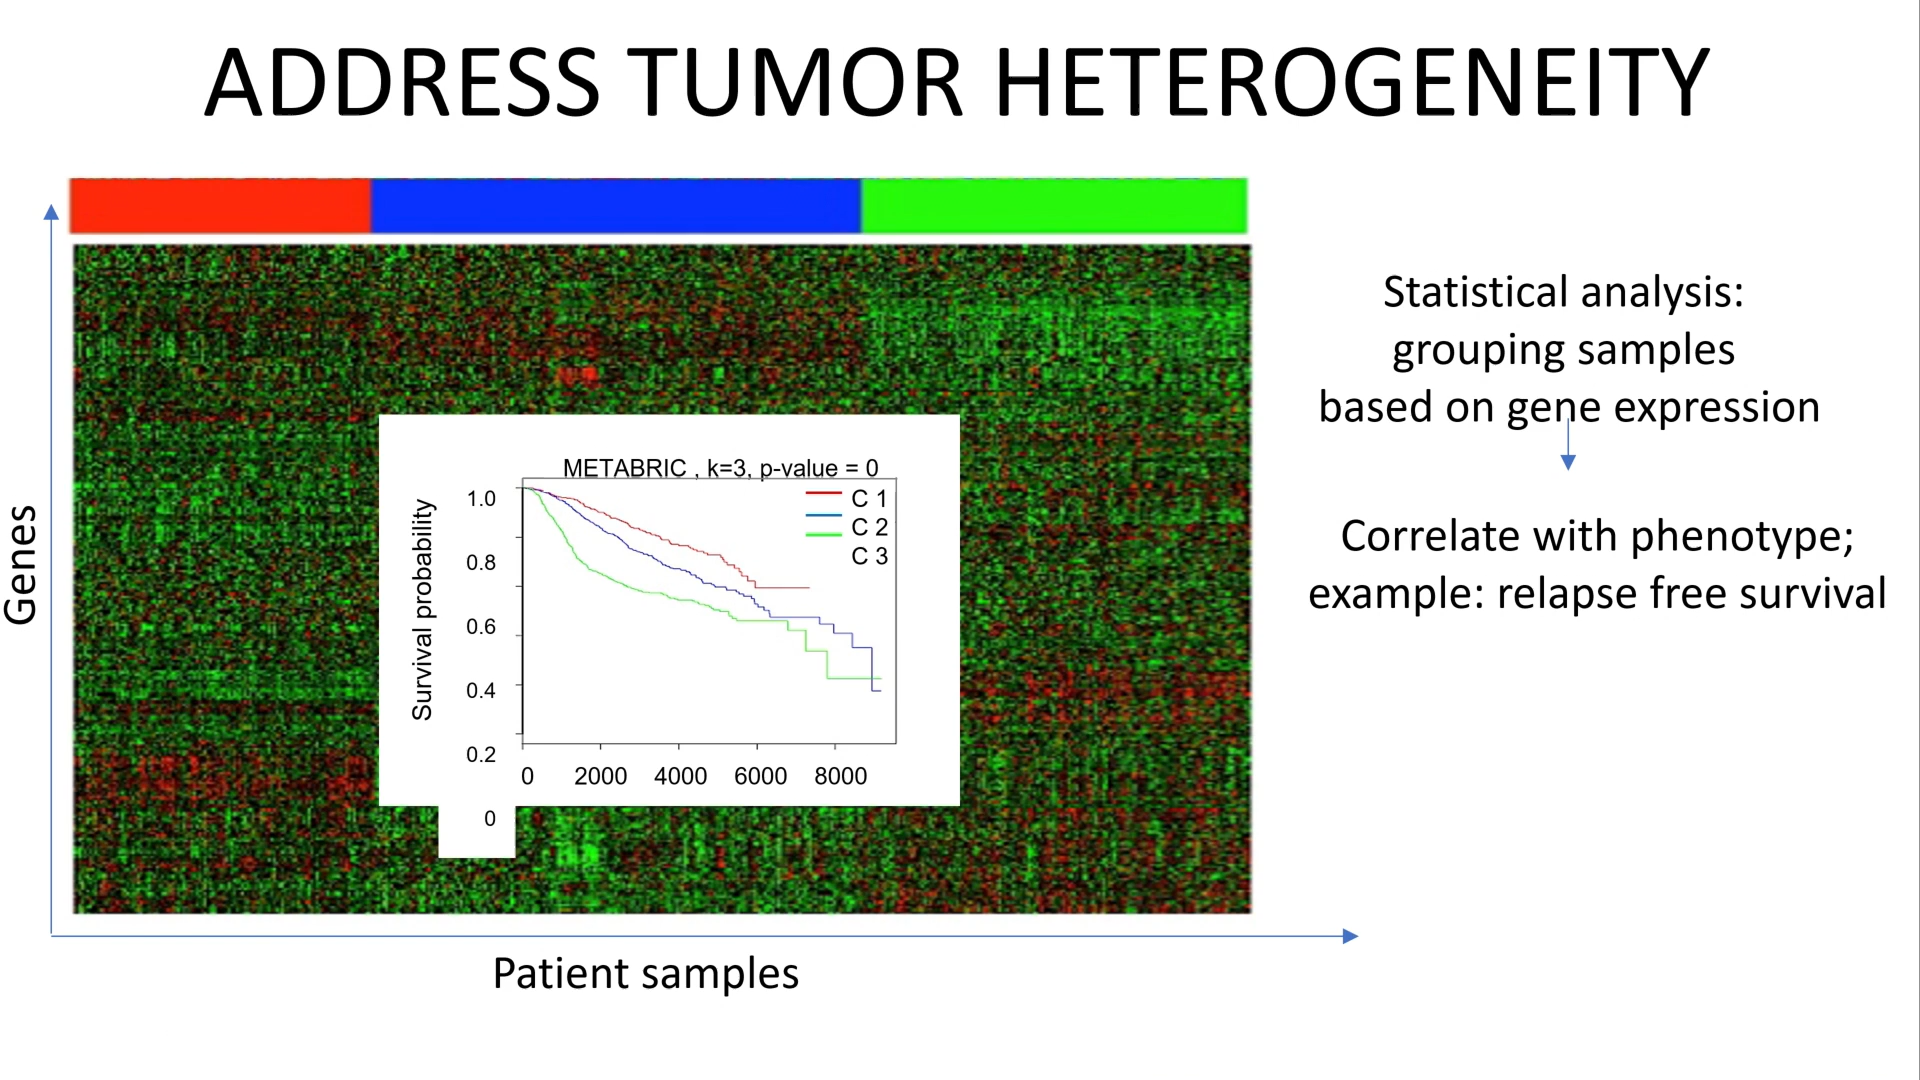 ADDRESS TUMOR HETEROGENEITY
Genes
METABRIC , k=3, p-value = 0
C 1
C 2
C 3
Survival probability
1.0
0.8
0.6
0.4
0.2
0
0 2000 4000 6000 8000
Patient samples
Statistical analysis:
grouping samples
based on gene expression
Correlate with phenotype;
example: relapse free survival